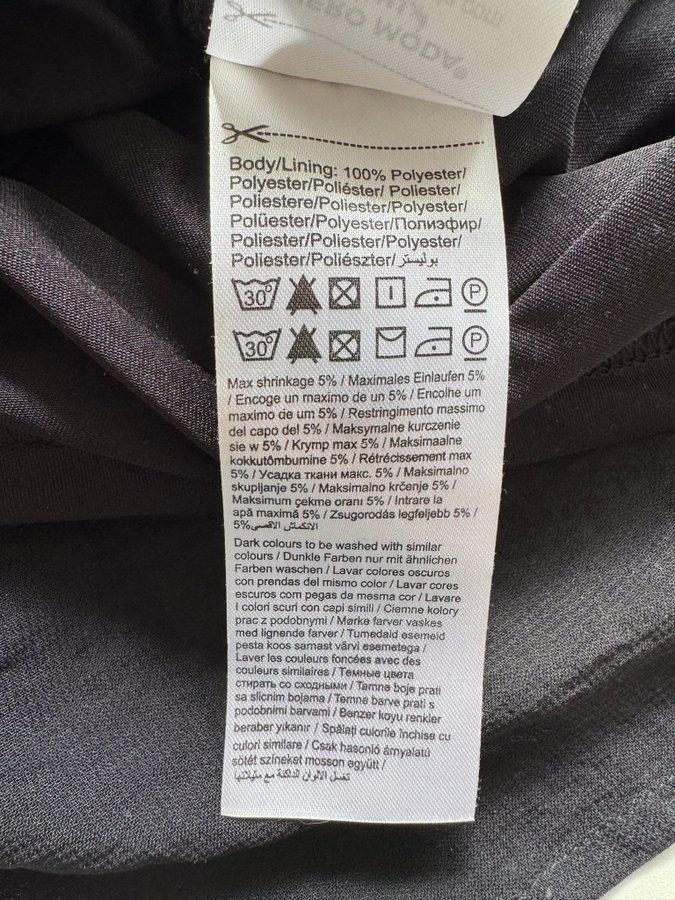 VERO MODA®
Body/Lining: 100% Polyester/
Polyester/Poliéster/ Poliester/
Poliestere/Poliester/Polyester/
Polüester/Polyester/Полиэфир/
Poliester/Poliester/Polyester/
Poliester/Poliészter/بوليستر
30° P
30° P
Max shrinkage 5% / Maximales Einlaufen 5%
/ Encoge un maximo de un 5% / Encolhe um
maximo de um 5% / Restringimento massimo
del capo del 5% / Maksymalne kurczenie
sie w 5% / Krymp max 5% / Maksimaalne
kokkutõmbumine 5% / Rétrécissement max
5% / Усадка ткани макс. 5% / Maksimalno
skupljanje 5% / Maksimalno krčenje 5% /
Maksimum çekme oranı 5% / Intrare la
apă maximă 5% / Zsugorodás legfeljebb 5% /
5% الانكماش الاقصى
Dark colours to be washed with similar
colours / Dunkle Farben nur mit ähnlichen
Farben waschen / Lavar colores oscuros
con prendas del mismo color / Lavar cores
escuros com pegas da mesma cor / Lavare
I colori scuri con capi simili / Ciemne kolory
prac z podobnymi / Mørke farver vaskes
med lignende farver / Tumedaid esemeid
pesta koos samast värvi esemetega /
Laver les couleurs foncées avec des
couleurs similaires / Темные цвета
стирать со сходными / Tamne boje prati
sa slicnim bojama / Temne barve prati s
podobnimi barvami / Benzer koyu renkler
beraber yıkanır / Spălați culorile închise cu
culori similare / Csak hasonló árnyalatú
sötét színeket mosson együtt /
تغسل الالوان الداكنة مع مثيلاتها